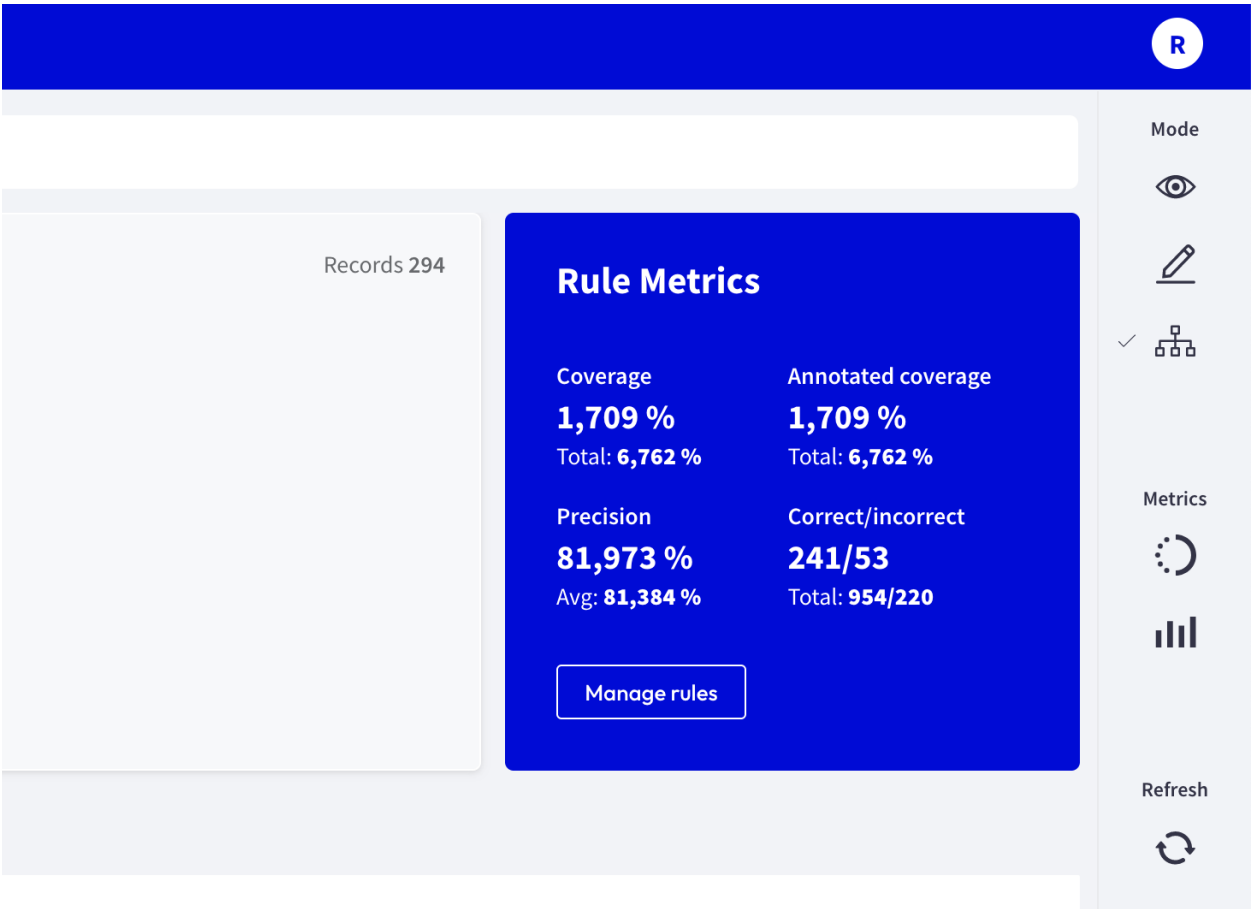 R
Mode
Records 294
Rule Metrics
Coverage
1,709 %
Total: 6,762 %
Annotated coverage
1,709 %
Total: 6,762 %
Precision
81,973 %
Avg: 81,384 %
Correct/incorrect
241/53
Total: 954/220
Manage rules
Metrics
Refresh